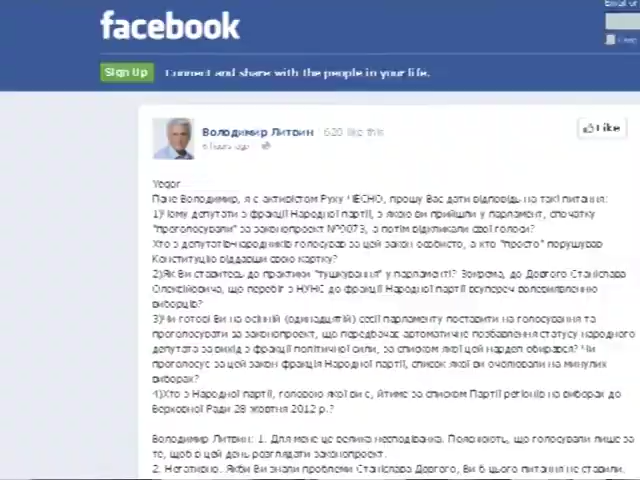 facebook
Sign Up Connect and share with the people in your life.
Володимир Литвин 620 like this
Like
6 hours ago
Yegor
Пане Володимир, я є активістом Руху ЧЕСНО, прошу Вас дати відповідь на такі питання:
1)Чому депутати з фракції Народної партії, з якою ви прийшли у парламент, спочатку
"проголосували" за законопроект №9073, а потім відкликали свої голоси?
Хто з депутатів-народників голосував за цей закон особисто, а хто "просто" порушував
Конституцію віддавши свою картку?
2)Як Ви ставитесь до практики "тушкування" у парламенті? Зокрема, до Довгого Станіслава
Олексійовича, що перебіг з НУНС до фракції Народної партії всупереч волевиявленню
виборців?
3)Чи готові Ви на осінній (одинадцятій) сесії парламенту поставити на голосування та
проголосувати за законопроект, що передбачає автоматичне позбавлення статусу народного
депутата за вихід з фракції політичної сили, за списком якої цей нардеп обирався? Чи
проголосує за цей закон фракція Народної партії, список якої ви очолювали на минулих
виборах?
4)Хто з Народної партії, головою якої ви є, йтиме за списком Партії регіонів на виборах до
Верховної Ради 28 жовтня 2012 р.?
Володимир Литвин: 1. Для мене це велика несподіванка. Пояснюють, що голосували лише за
те, щоб в цей день розглядати законопроект.
2. Негативно. Якби Ви знали проблеми Станіслава Довгого, Ви б цього питання не ставили.